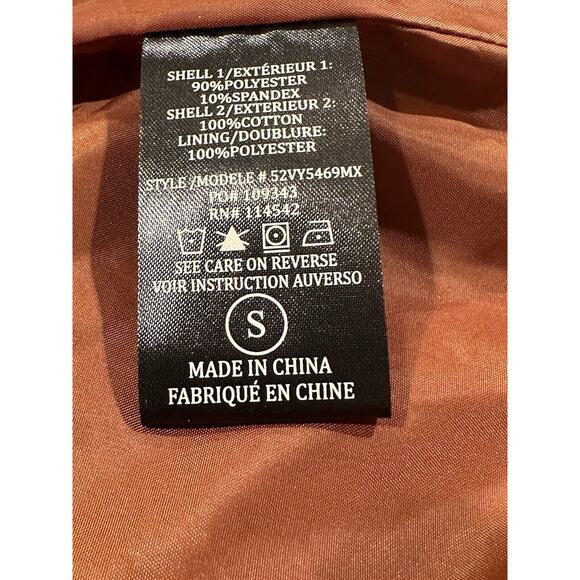 SHELL 1/EXTÉRIEUR 1:
90%POLYESTER
10%SPANDEX
SHELL 2/EXTERIEUR 2:
100%COTTON
LINING/DOUBLURE:
100%POLYESTER
STYLE /MODELE # 52VY5469MX
PO# 109343
RN# 114542
SEE CARE ON REVERSE
VOIR INSTRUCTION AUVERSO
S
MADE IN CHINA
FABRIQUÉ EN CHINE